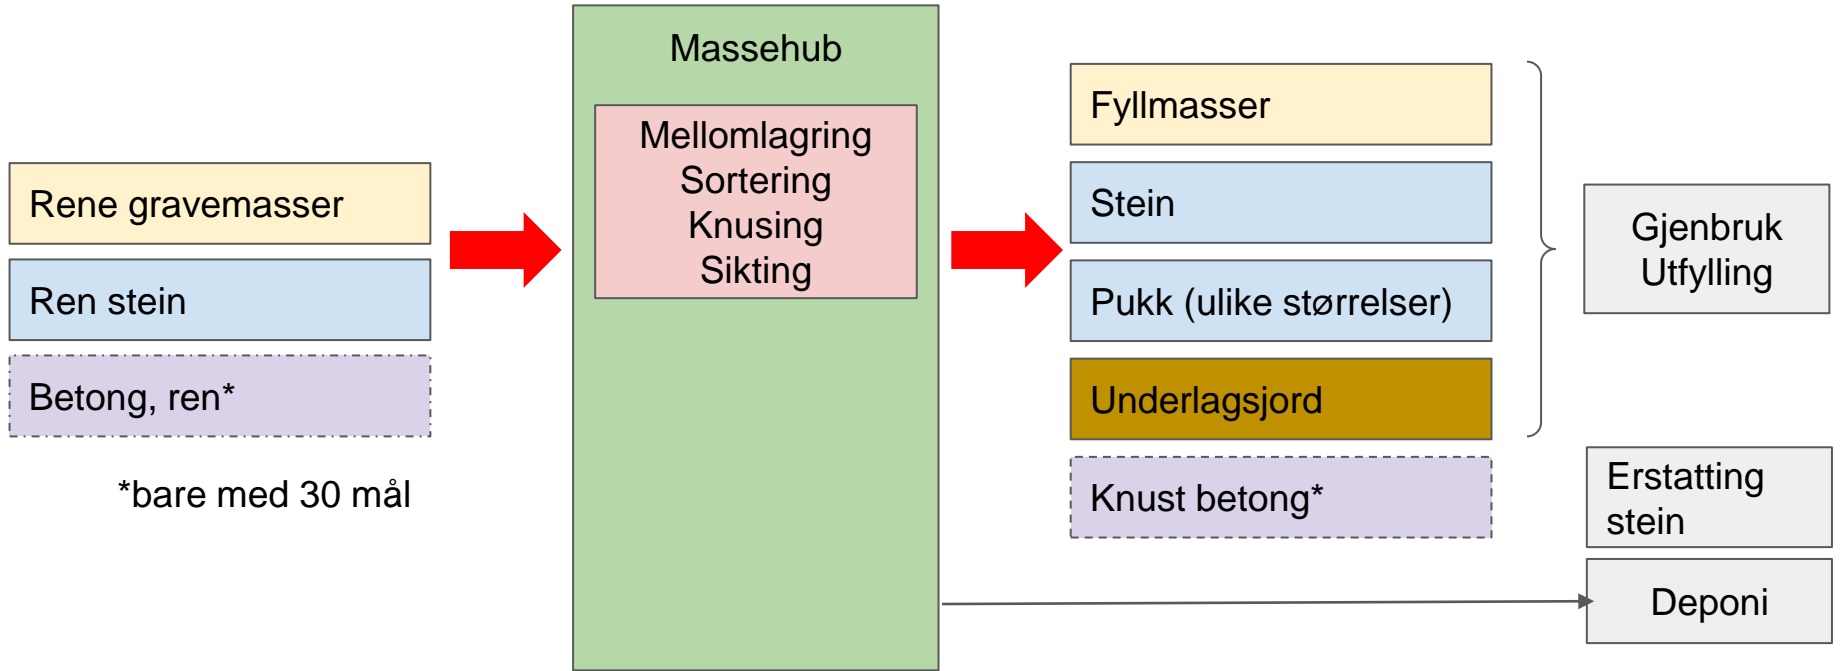 Rene gravemasser
Ren stein
Betong, ren*
*bare med 30 mål
Massehub
Mellomlagring
Sortering
Knusing
Sikting
Fyllmasser
Stein
Pukk (ulike størrelser)
Underlagsjord
Knust betong*
Gjenbruk
Utfylling
Erstatting
stein
Deponi